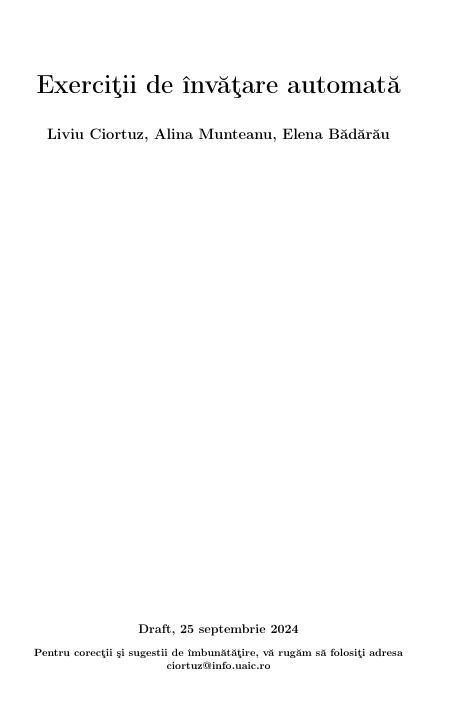 Exerciţii de învăţare automată
Liviu Ciortuz, Alina Munteanu, Elena Bădărău
Draft, 25 septembrie 2024
Pentru corecţii şi sugestii de îmbunătăţire, vă rugăm să folosiţi adresa
ciortuz@info.uaic.ro